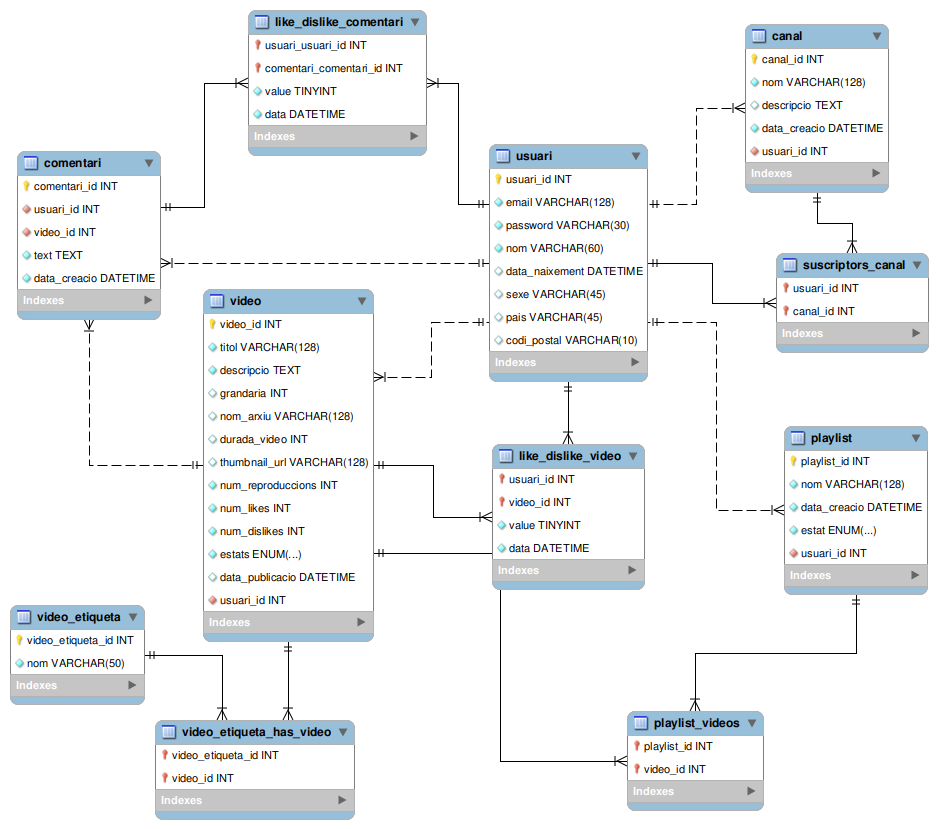 like_dislike_comentari
usuari_usuari_id INT
comentari_comentari_id INT
value TINYINT
data DATETIME
Indexes
canal
canal_id INT
nom VARCHAR(128)
descripcio TEXT
data_creacio DATETIME
usuari_id INT
Indexes
comentari
comentari_id INT
usuari_id INT
video_id INT
text TEXT
data_creacio DATETIME
Indexes
usuari
usuari_id INT
email VARCHAR(128)
password VARCHAR(30)
nom VARCHAR(60)
data_naixement DATETIME
sexe VARCHAR(45)
pais VARCHAR(45)
codi_postal VARCHAR(10)
Indexes
suscriptors_canal
usuari_id INT
canal_id INT
Indexes
video
video_id INT
titol VARCHAR(128)
descripcio TEXT
grandaria INT
nom_arxiu VARCHAR(128)
durada_video INT
thumbnail_url VARCHAR(128)
num_reproduccions INT
num_likes INT
num_dislikes INT
estats ENUM(...)
data_publicacio DATETIME
usuari_id INT
Indexes
like_dislike_video
usuari_id INT
video_id INT
value TINYINT
data DATETIME
Indexes
playlist
playlist_id INT
nom VARCHAR(128)
data_creacio DATETIME
estat ENUM(...)
usuari_id INT
Indexes
video_etiqueta
video_etiqueta_id INT
nom VARCHAR(50)
Indexes
video_etiqueta_has_video
video_etiqueta_id INT
video_id INT
Indexes
playlist_videos
playlist_id INT
video_id INT
Indexes